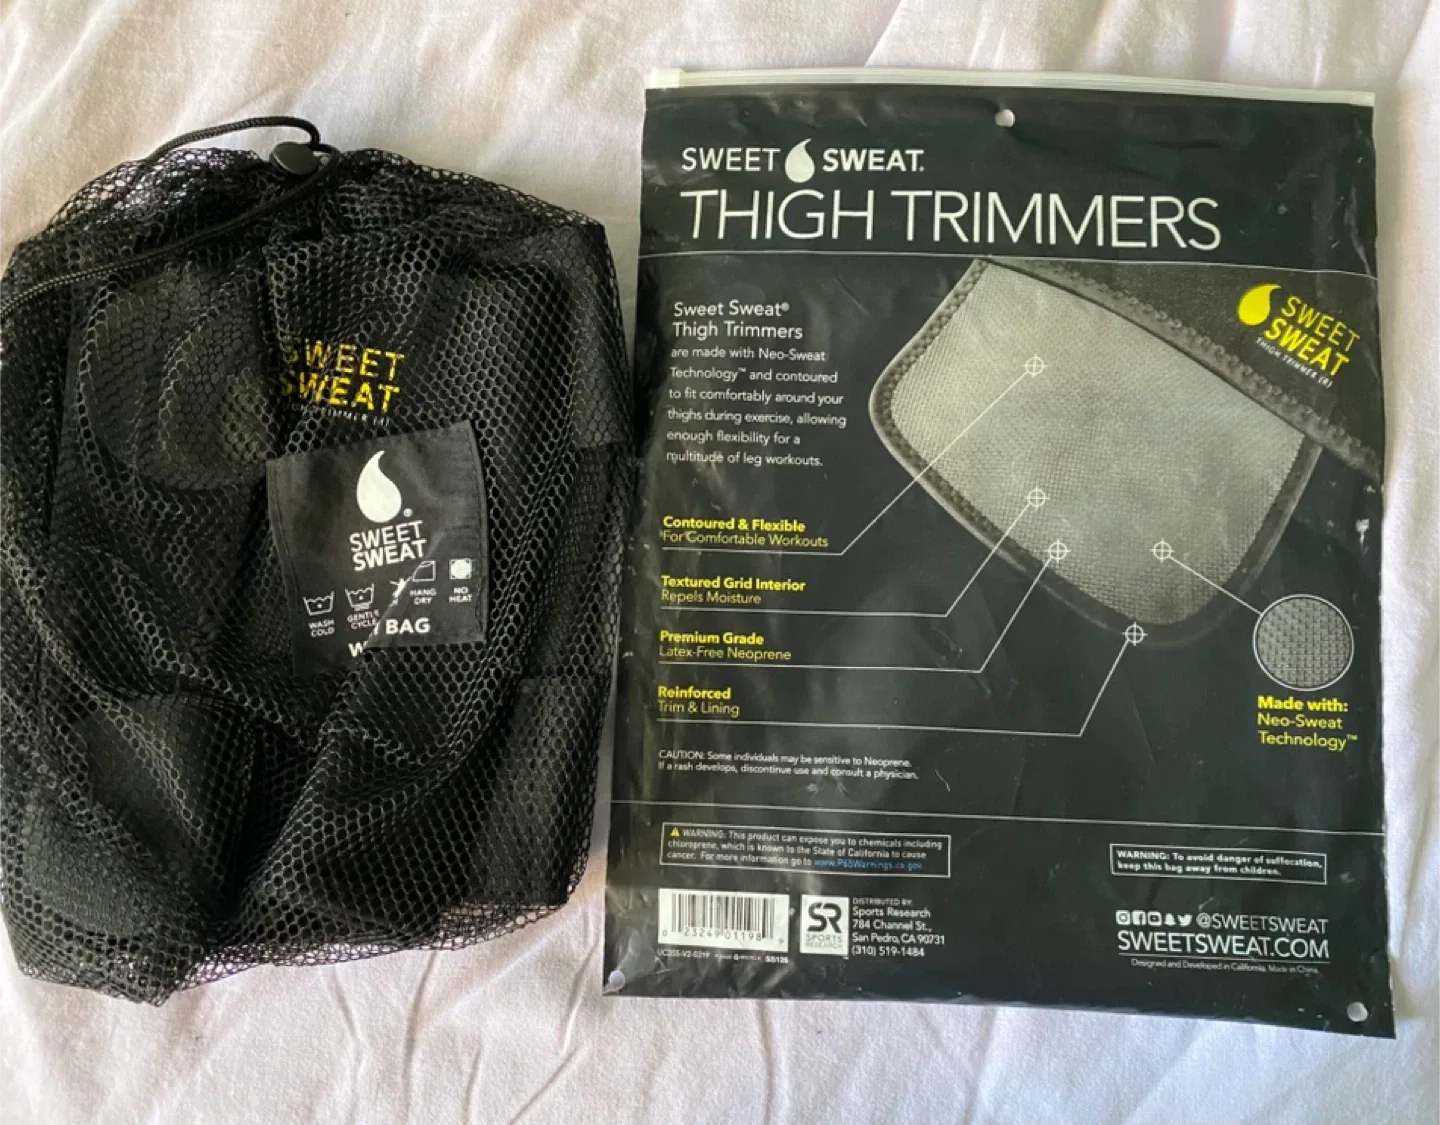 SWEET
SWEAT
SWEET
SWEAT
®
WASH COLD
GENTLE CYCLE
HANG DRY
NO HEAT
BAG
SWEET SWEAT.
THIGH TRIMMERS
Sweet Sweat®
Thigh Trimmers
are made with Neo-Sweat
Technology™ and contoured
to fit comfortably around your
thighs during exercise, allowing
enough flexibility for a
multitude of leg workouts.
SWEET
SWEAT
THIGH TRIMMER (R)
Contoured & Flexible
For Comfortable Workouts
Textured Grid Interior
Repels Moisture
Premium Grade
Latex-Free Neoprene
Reinforced
Trim & Lining
Made with:
Neo-Sweat
Technology™
CAUTION: Some individuals may be sensitive to Neoprene.
If a rash develops, discontinue use and consult a physician.
WARNING: This product can expose you to chemicals including
chloroprene, which is known to the State of California to cause
cancer. For more information go to www.P65Warnings.ca.gov.
WARNING: To avoid danger of suffocation,
keep this bag away from children.
0 23249 01198 9
SR
SPORTS
RESEARCH
DISTRIBUTED BY:
Sports Research
784 Channel St.,
San Pedro, CA 90731
(310) 519-1484
SS126
@SWEETSWEAT
SWEETSWEAT.COM
Designed and Developed in California. Made in China.